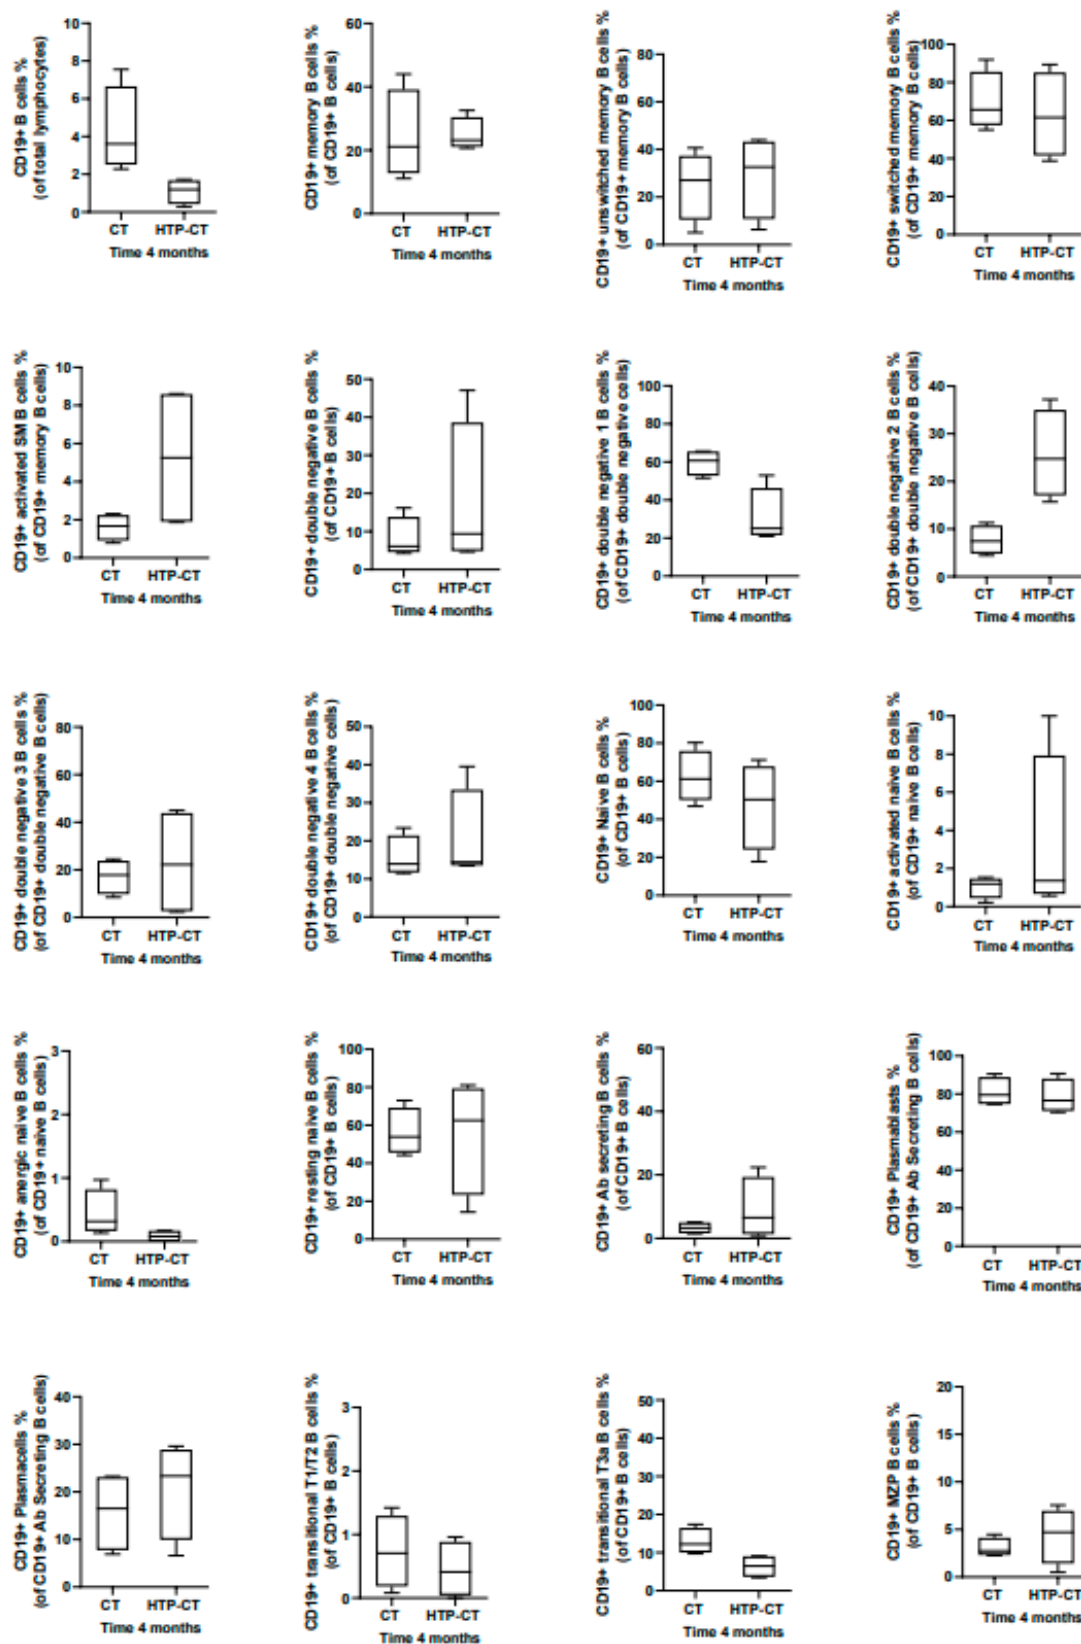 CD19+ B cells %
(of total lymphocytes)
10
8
6
4
2
0
CT
HTP-CT
Time 4 months
CD19+ memory B cells %
(of CD19+ B cells)
60
40
20
0
CT
HTP-CT
Time 4 months
CD19+ unswitched memory B cells %
(of CD19+ memory B cells)
80
60
40
20
0
CT
HTP-CT
Time 4 months
CD19+ switched memory B cells %
(of CD19+ memory B cells)
100
80
60
40
20
0
CT
HTP-CT
Time 4 months
CD19+ activated SM B cells %
(of CD19+ memory B cells)
10
8
6
4
2
0
CT
HTP-CT
Time 4 months
CD19+ double negative B cells %
(of CD19+ B cells)
50
40
30
20
10
0
CT
HTP-CT
Time 4 months
CD19+ double negative 1 B cells %
(of CD19+ double negative cells)
100
80
60
40
20
0
CT
HTP-CT
Time 4 months
CD19+ double negative 2 B cells %
(of CD19+ double negative B cells)
40
30
20
10
0
CT
HTP-CT
Time 4 months
CD19+ double negative 3 B cells %
(of CD19+ double negative B cells)
80
60
40
20
0
CT
HTP-CT
Time 4 months
CD19+ double negative 4 B cells %
(of CD19+ double negative cells
50
40
30
20
10
0
CT
HTP-CT
Time 4 months
CD19+ Naive B cells %
(of CD19+ B cells)
100
80
60
40
20
0
CT
HTP-CT
Time 4 months
CD19+ activated naive B cells %
(of CD19+ naive B cells)
10
8
6
4
2
0
CT
HTP-CT
Time 4 months
CD19+ anergic naive B cells %
(of CD19+ naive B cells)
3
2
1
0
CT
HTP-CT
Time 4 months
CD19+ resting naive B cells %
(of CD19+ B cells)
100
80
60
40
20
0
CT
HTP-CT
Time 4 months
CD19+ Ab secreting B cells %
(of CD19+ B cells)
60
40
20
0
CT
HTP-CT
Time 4 months
CD19+ Plasmablasts %
(of CD19+ Ab Secreting B cells)
100
80
60
40
20
0
CT
HTP-CT
Time 4 months
CD19+ Plasmacells %
(of CD19+ Ab Secreting B cells)
40
30
20
10
0
CT
HTP-CT
Time 4 months
CD19+ transitional T1/T2 B cells %
(of CD19+ B cells)
3
2
1
0
CT
HTP-CT
Time 4 months
CD19+ transitional T3a B cells %
(of CD19+ B cells)
50
40
30
20
10
0
CT
HTP-CT
Time 4 months
CD19+ MZP B cells %
(of CD19+ B cells)
20
15
10
5
0
CT
HTP-CT
Time 4 months